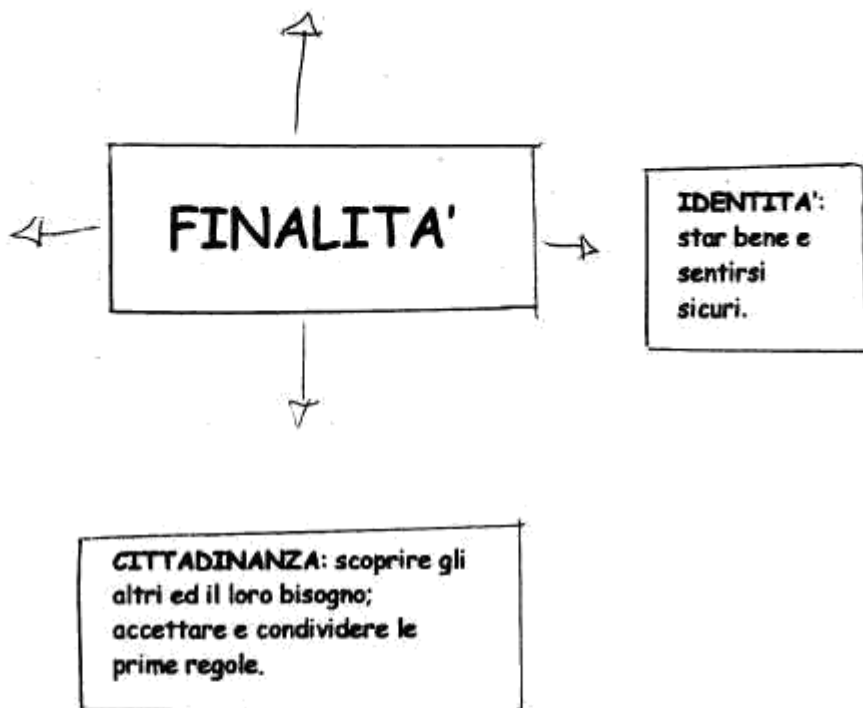 FINALITA'
IDENTITA':
star bene e
sentirsi
sicuri.
CITTADINANZA: scoprire gli
altri ed il loro bisogno;
accettare e condividere le
prime regole.